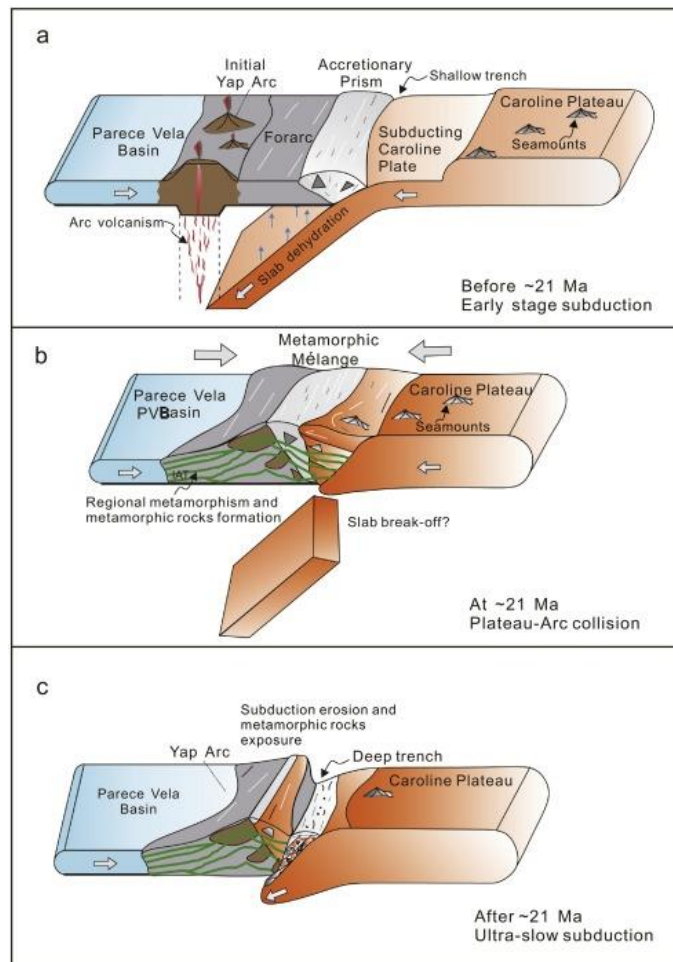 a
Initial
Yap Arc
Accretionary
Prism
Shallow trench
Parece Vela
Basin
Forarc
Subducting
Caroline
Plate
Caroline Plateau
Seamounts
Arc volcanism
Slab dehydration
Before ~21 Ma
Early stage subduction
b
Metamorphic
Mélange
Parece Vela
PVBBasin
Caroline Plateau
Seamounts
IAT
Regional metamorphism and
metamorphic rocks formation
Slab break-off?
At ~21 Ma
Plateau-Arc collision
c
Subduction erosion and
metamorphic rocks
exposure
Yap Arc
Deep trench
Parece Vela
Basin
Caroline Plateau
After ~21 Ma
Ultra-slow subduction